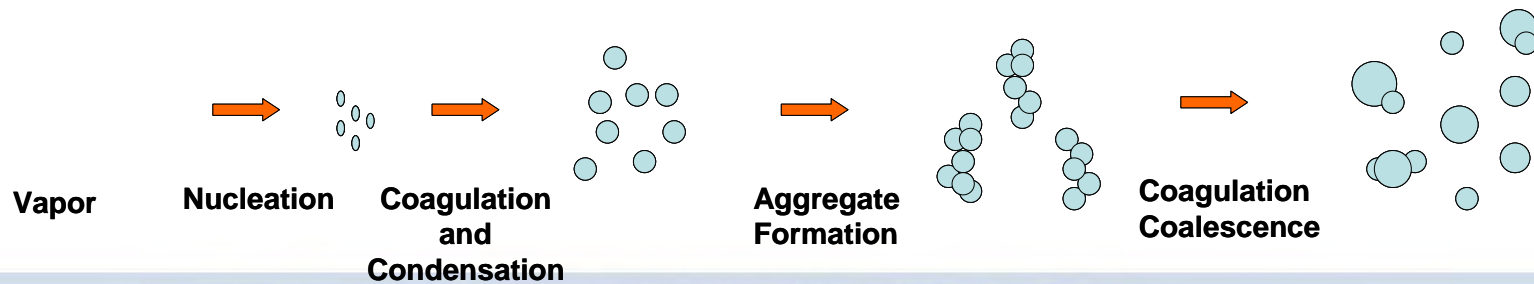 Vapor
Nucleation
Coagulation
and
Condensation
Aggregate
Formation
Coagulation
Coalescence